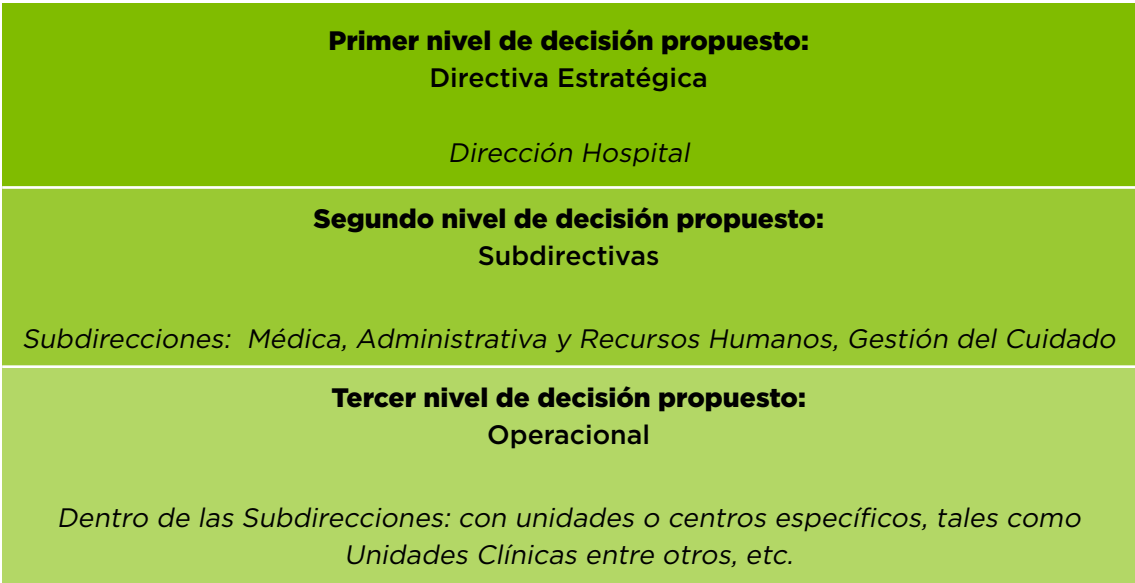 Primer nivel de decisión propuesto:
Directiva Estratégica
Dirección Hospital
Segundo nivel de decisión propuesto:
Subdirectivas
Subdirecciones:  Médica, Administrativa y Recursos Humanos, Gestión del Cuidado
Tercer nivel de decisión propuesto:
Operacional
Dentro de las Subdirecciones: con unidades o centros específicos, tales como
Unidades Clínicas entre otros, etc.